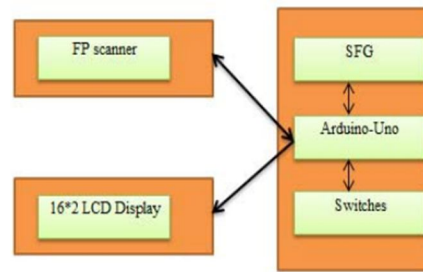 FP scanner
16*2 LCD Display
SFG
Arduino-Uno
Switches